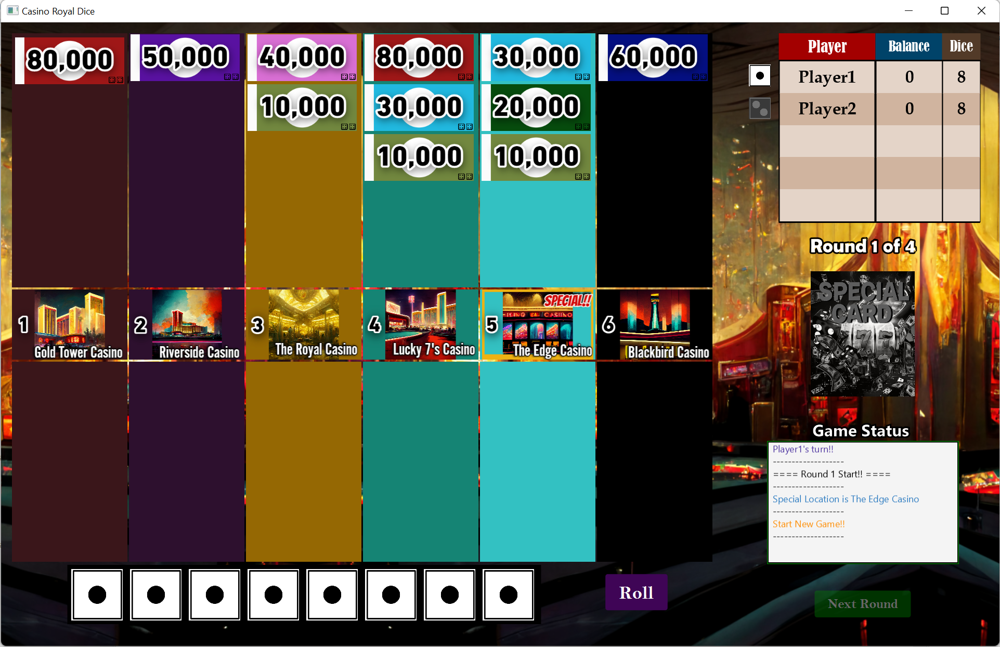 Casino Royal Dice
80,000 50,000 40,000 80,000 30,000 60,000
10,000 30,000 20,000
10,000 10,000
1 Gold Tower Casino
2 Riverside Casino
3 The Royal Casino
4 Lucky 7's Casino
5 SPECIAL!! The Edge Casino
6 Blackbird Casino
Roll
Player Balance Dice
Player1 0 8
Player2 0 8
Round 1 of 4
SPECIAL
CARD
77
Game Status
Player1's turn!!
-------------------
==== Round 1 Start!! ====
-------------------
Special Location is The Edge Casino
-------------------
Start New Game!!
-------------------
Next Round